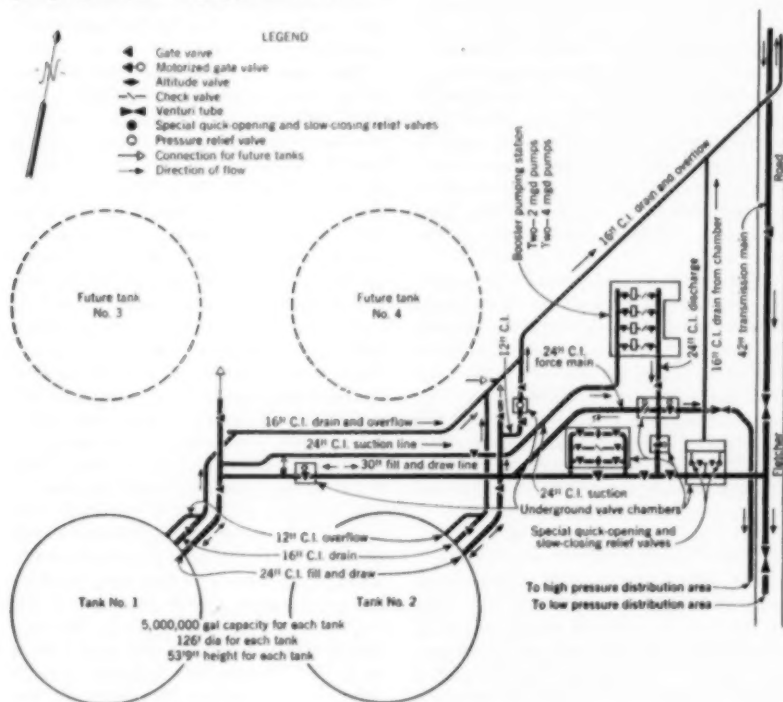 LEGEND
Gate valve
Motorized gate valve
Altitude valve
Check valve
Venturi tube
Special quick-opening and slow-closing relief valves
Pressure relief valve
Connection for future tanks
Direction of flow
N
Future tank
No. 3
Future tank
No. 4
Booster pumping station
Two—2 mgd pumps
Two—4 mgd pumps
16" C.I. drain and overflow
12" C.I.
24" C.I.
force main
24" C.I. discharge
16" C.I. drain from chamber
42" transmission main
Road
Fletcher
16" C.I. drain and overflow
24" C.I. suction line
30" fill and draw line
24" C.I. suction
Underground valve chambers
Special quick-opening and
slow-closing relief valves
12" C.I. overflow
16" C.I. drain
24" C.I. fill and draw
Tank No. 1
Tank No. 2
5,000,000 gal capacity for each tank
126' dia for each tank
53'9" height for each tank
To high pressure distribution area
To low pressure distribution area